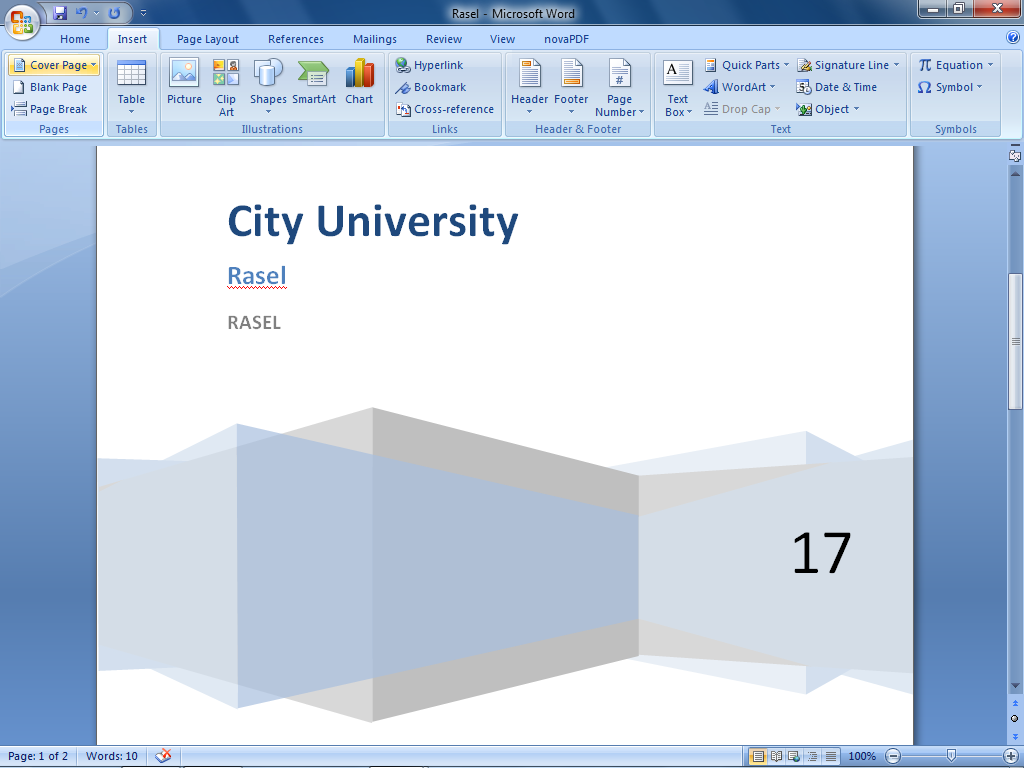 Rasel - Microsoft Word
Home Insert Page Layout References Mailings Review View novaPDF
Cover Page
Blank Page
Page Break
Pages
Table
Tables
Picture Clip Art Shapes SmartArt Chart
Illustrations
Hyperlink
Bookmark
Cross-reference
Links
Header Footer Page Number
Header & Footer
A
Text Box
Quick Parts
WordArt
Drop Cap
Signature Line
Date & Time
Object
Text
π Equation
Ω Symbol
Symbols
City University
Rasel
RASEL
17
Page: 1 of 2 Words: 10 100%